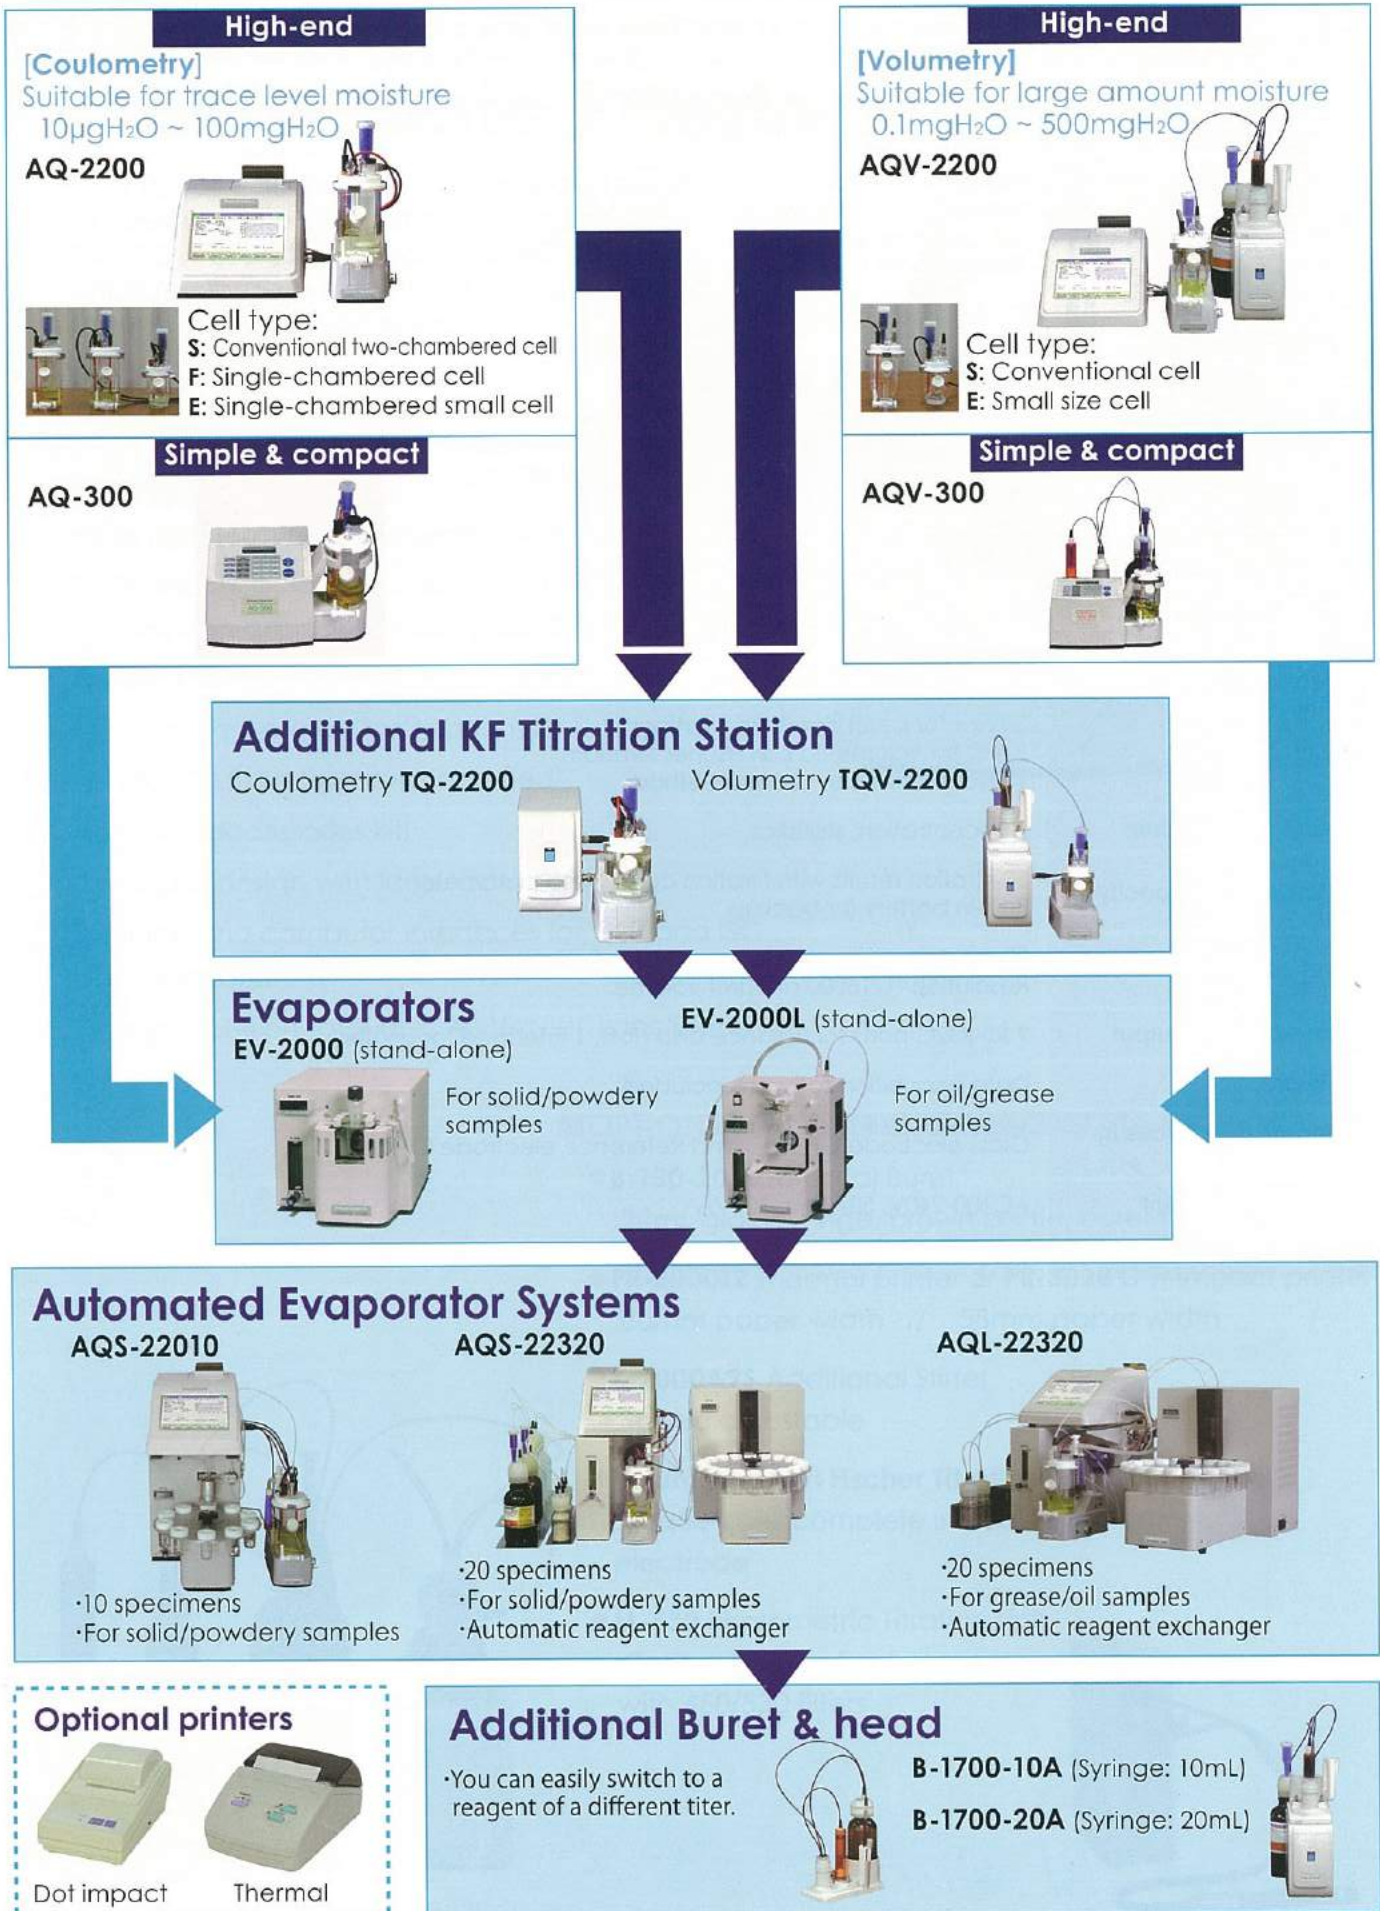 High-end
[Coulometry]
Suitable for trace level moisture
10µgH₂O ~ 100mgH₂O
AQ-2200
Cell type:
S: Conventional two-chambered cell
F: Single-chambered cell
E: Single-chambered small cell
Simple & compact
AQ-300
High-end
[Volumetry]
Suitable for large amount moisture
0.1mgH₂O ~ 500mgH₂O
AQV-2200
Cell type:
S: Conventional cell
E: Small size cell
Simple & compact
AQV-300
Additional KF Titration Station
Coulometry TQ-2200
Volumetry TQV-2200
Evaporators
EV-2000 (stand-alone)
For solid/powdery
samples
EV-2000L (stand-alone)
For oil/grease
samples
Automated Evaporator Systems
AQS-22010
·10 specimens
·For solid/powdery samples
AQS-22320
·20 specimens
·For solid/powdery samples
·Automatic reagent exchanger
AQL-22320
·20 specimens
·For grease/oil samples
·Automatic reagent exchanger
Optional printers
Dot impact
Thermal
Additional Buret & head
·You can easily switch to a
reagent of a different titer.
B-1700-10A (Syringe: 10mL)
B-1700-20A (Syringe: 20mL)